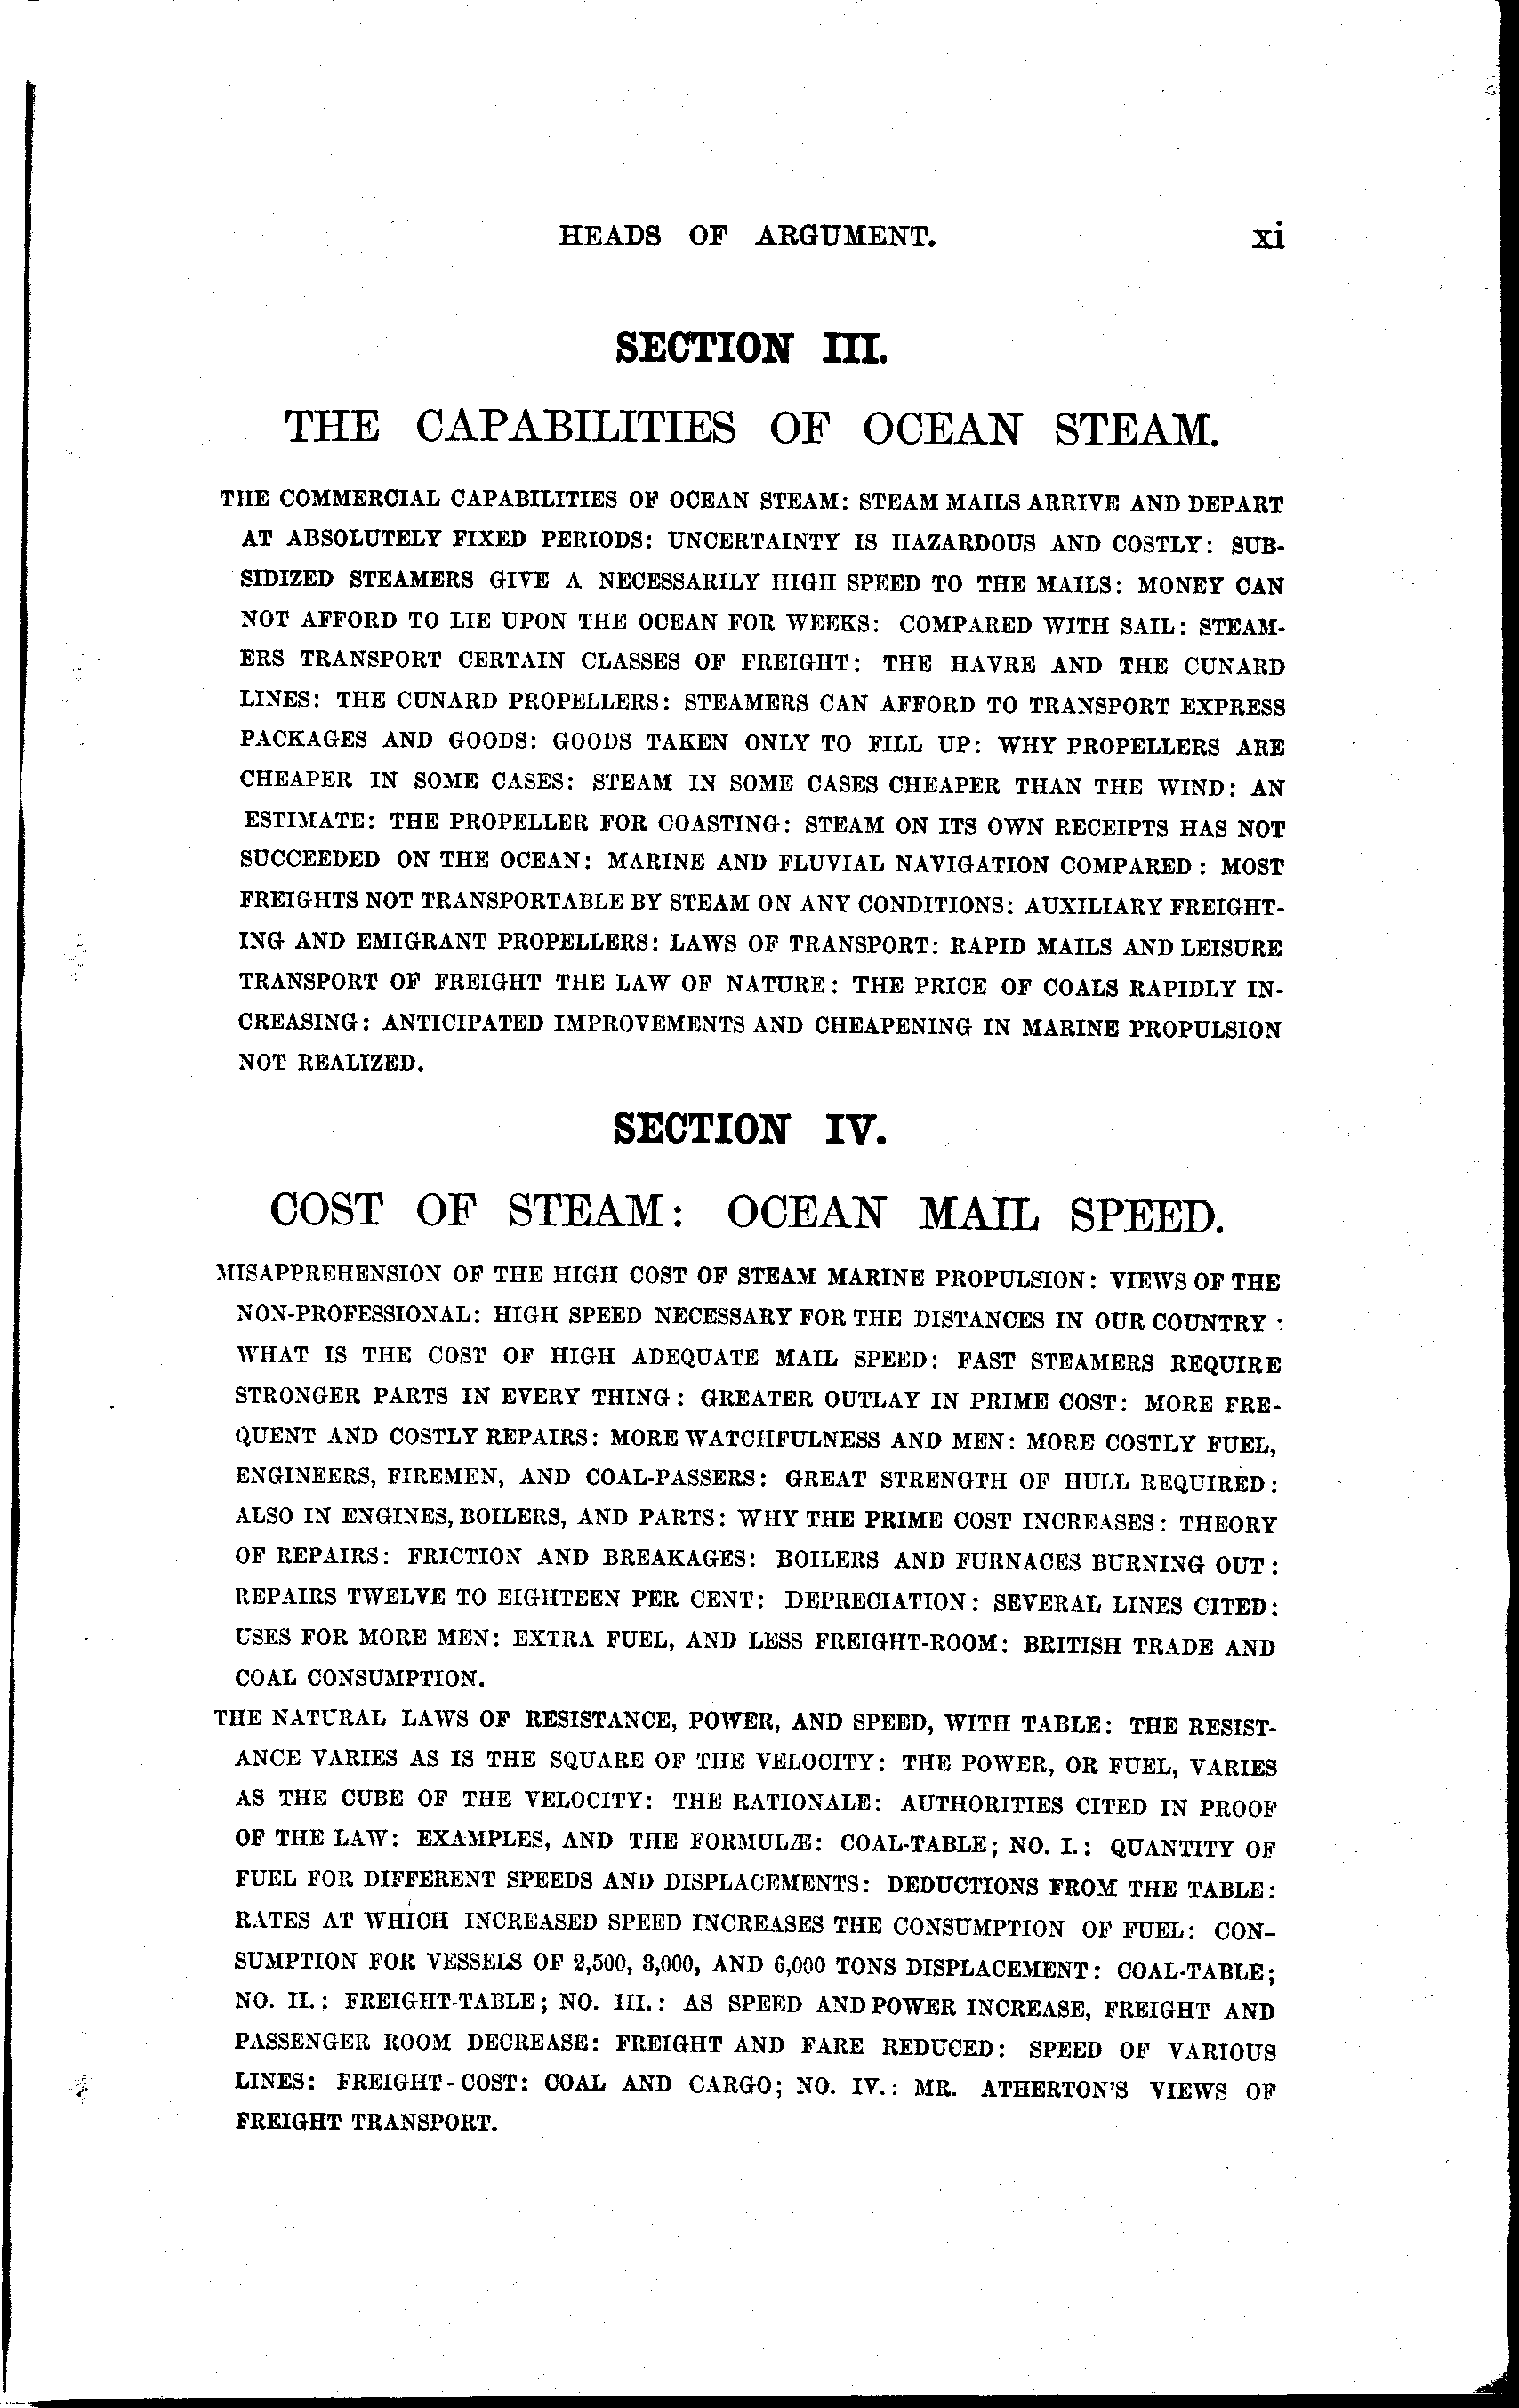 HEADS OF ARGUMENT. xi
SECTION III.
THE CAPABILITIES OF OCEAN STEAM.
THE COMMERCIAL CAPABILITIES OF OCEAN STEAM: STEAM MAILS ARRIVE AND DEPART
AT ABSOLUTELY FIXED PERIODS: UNCERTAINTY IS HAZARDOUS AND COSTLY: SUB-
SIDIZED STEAMERS GIVE A NECESSARILY HIGH SPEED TO THE MAILS: MONEY CAN
NOT AFFORD TO LIE UPON THE OCEAN FOR WEEKS: COMPARED WITH SAIL: STEAM-
ERS TRANSPORT CERTAIN CLASSES OF FREIGHT: THE HAVRE AND THE CUNARD
LINES: THE CUNARD PROPELLERS: STEAMERS CAN AFFORD TO TRANSPORT EXPRESS
PACKAGES AND GOODS: GOODS TAKEN ONLY TO FILL UP: WHY PROPELLERS ARE
CHEAPER IN SOME CASES: STEAM IN SOME CASES CHEAPER THAN THE WIND: AN
ESTIMATE: THE PROPELLER FOR COASTING: STEAM ON ITS OWN RECEIPTS HAS NOT
SUCCEEDED ON THE OCEAN: MARINE AND FLUVIAL NAVIGATION COMPARED: MOST
FREIGHTS NOT TRANSPORTABLE BY STEAM ON ANY CONDITIONS: AUXILIARY FREIGHT-
ING AND EMIGRANT PROPELLERS: LAWS OF TRANSPORT: RAPID MAILS AND LEISURE
TRANSPORT OF FREIGHT THE LAW OF NATURE: THE PRICE OF COALS RAPIDLY IN-
CREASING: ANTICIPATED IMPROVEMENTS AND CHEAPENING IN MARINE PROPULSION
NOT REALIZED.
SECTION IV.
COST OF STEAM: OCEAN MAIL SPEED.
MISAPPREHENSION OF THE HIGH COST OF STEAM MARINE PROPULSION: VIEWS OF THE
NON-PROFESSIONAL: HIGH SPEED NECESSARY FOR THE DISTANCES IN OUR COUNTRY:
WHAT IS THE COST OF HIGH ADEQUATE MAIL SPEED: FAST STEAMERS REQUIRE
STRONGER PARTS IN EVERY THING: GREATER OUTLAY IN PRIME COST: MORE FRE-
QUENT AND COSTLY REPAIRS: MORE WATCHFULNESS AND MEN: MORE COSTLY FUEL,
ENGINEERS, FIREMEN, AND COAL-PASSERS: GREAT STRENGTH OF HULL REQUIRED:
ALSO IN ENGINES, BOILERS, AND PARTS: WHY THE PRIME COST INCREASES: THEORY
OF REPAIRS: FRICTION AND BREAKAGES: BOILERS AND FURNACES BURNING OUT:
REPAIRS TWELVE TO EIGHTEEN PER CENT: DEPRECIATION: SEVERAL LINES CITED:
USES FOR MORE MEN: EXTRA FUEL, AND LESS FREIGHT-ROOM: BRITISH TRADE AND
COAL CONSUMPTION.
THE NATURAL LAWS OF RESISTANCE, POWER, AND SPEED, WITH TABLE: THE RESIST-
ANCE VARIES AS IS THE SQUARE OF THE VELOCITY: THE POWER, OR FUEL, VARIES
AS THE CUBE OF THE VELOCITY: THE RATIONALE: AUTHORITIES CITED IN PROOF
OF THE LAW: EXAMPLES, AND THE FORMULÆ: COAL-TABLE; NO. I.: QUANTITY OF
FUEL FOR DIFFERENT SPEEDS AND DISPLACEMENTS: DEDUCTIONS FROM THE TABLE:
RATES AT WHICH INCREASED SPEED INCREASES THE CONSUMPTION OF FUEL: CON-
SUMPTION FOR VESSELS OF 2,500, 3,000, AND 6,000 TONS DISPLACEMENT: COAL-TABLE;
NO. II.: FREIGHT-TABLE; NO. III.: AS SPEED AND POWER INCREASE, FREIGHT AND
PASSENGER ROOM DECREASE: FREIGHT AND FARE REDUCED: SPEED OF VARIOUS
LINES: FREIGHT-COST: COAL AND CARGO; NO. IV.: MR. ATHERTON'S VIEWS OF
FREIGHT TRANSPORT.